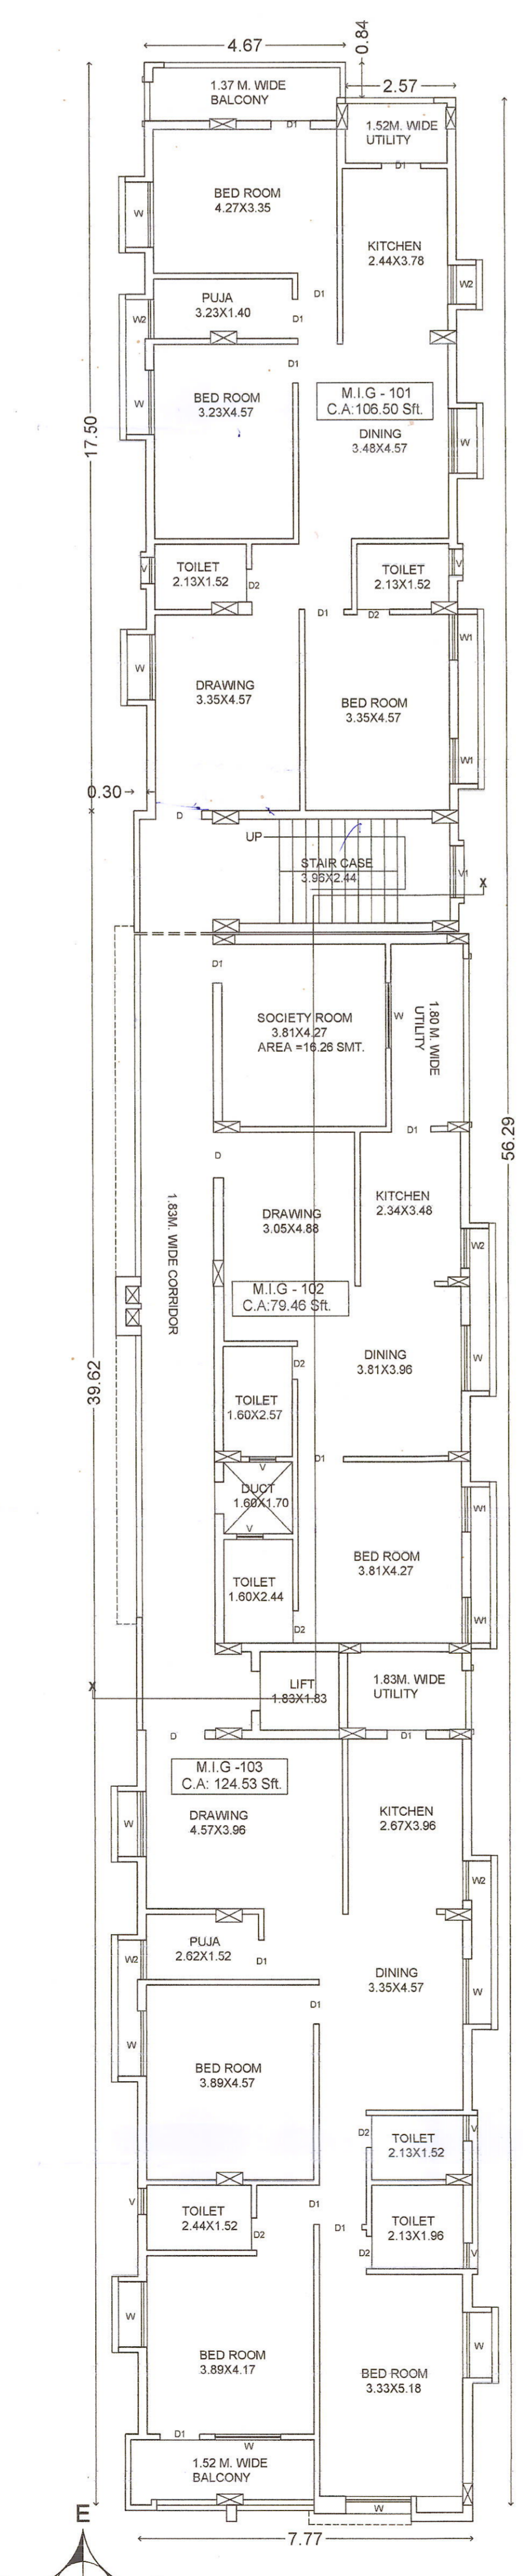 4.67
0.84
2.57
1.37 M. WIDE
BALCONY
D1
1.52M. WIDE
UTILITY
D1
BED ROOM
4.27X3.35
W
KITCHEN
2.44X3.78
W2
D1
PUJA
3.23X1.40
W2
D1
D1
BED ROOM
3.23X4.57
W
M.I.G - 101
C.A:106.50 Sft.
DINING
3.48X4.57
W
17.50
TOILET
2.13X1.52
V
D2
TOILET
2.13X1.52
V
D1
D2
W1
DRAWING
3.35X4.57
W
BED ROOM
3.35X4.57
W1
0.30
D
UP
STAIR CASE
3.96X2.44
V1
X
D1
SOCIETY ROOM
3.81X4.27
AREA =16.26 SMT.
W
1.80 M. WIDE
UTILITY
D1
56.29
D
1.83M. WIDE CORRIDOR
DRAWING
3.05X4.88
KITCHEN
2.34X3.48
W2
M.I.G - 102
C.A:79.46 Sft.
D2
DINING
3.81X3.96
W
39.62
TOILET
1.60X2.57
D1
V
DUCT
1.60X1.70
V
W1
BED ROOM
3.81X4.27
TOILET
1.60X2.44
W1
D2
LIFT
1.83X1.83
1.83M. WIDE
UTILITY
X
D
D1
M.I.G -103
C.A: 124.53 Sft.
DRAWING
4.57X3.96
W
KITCHEN
2.67X3.96
W2
PUJA
2.62X1.52
W2
D1
DINING
3.35X4.57
W
D1
W
BED ROOM
3.89X4.57
D2
TOILET
2.13X1.52
V
V
TOILET
2.44X1.52
D1
D2
D1
TOILET
2.13X1.96
D2
V
W
BED ROOM
3.89X4.17
W
BED ROOM
3.33X5.18
D1
W
1.52 M. WIDE
BALCONY
W
E
7.77